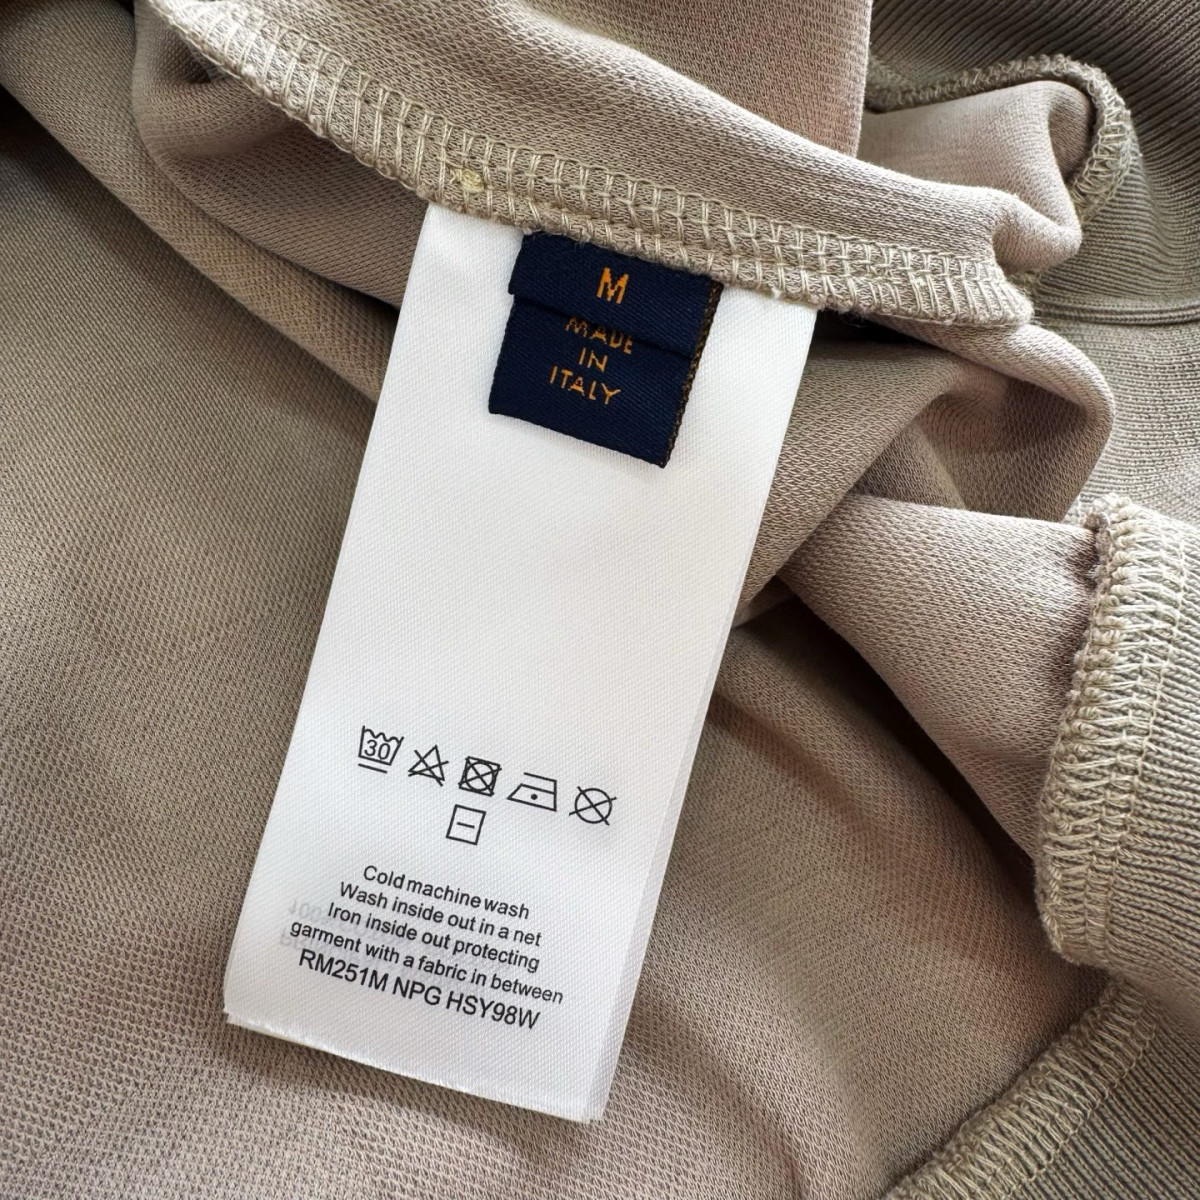 M
MADE
IN
ITALY
30
Cold machine wash
Wash inside out in a net
Iron inside out protecting
garment with a fabric in between
RM251M NPG HSY98W